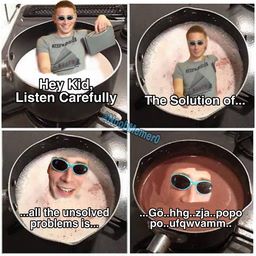 Hey Kid,
Listen Carefully
The Solution of...
...all the unsolved
problems is...
...Gö..hhg..zja..popo
po..ufqwvamm..